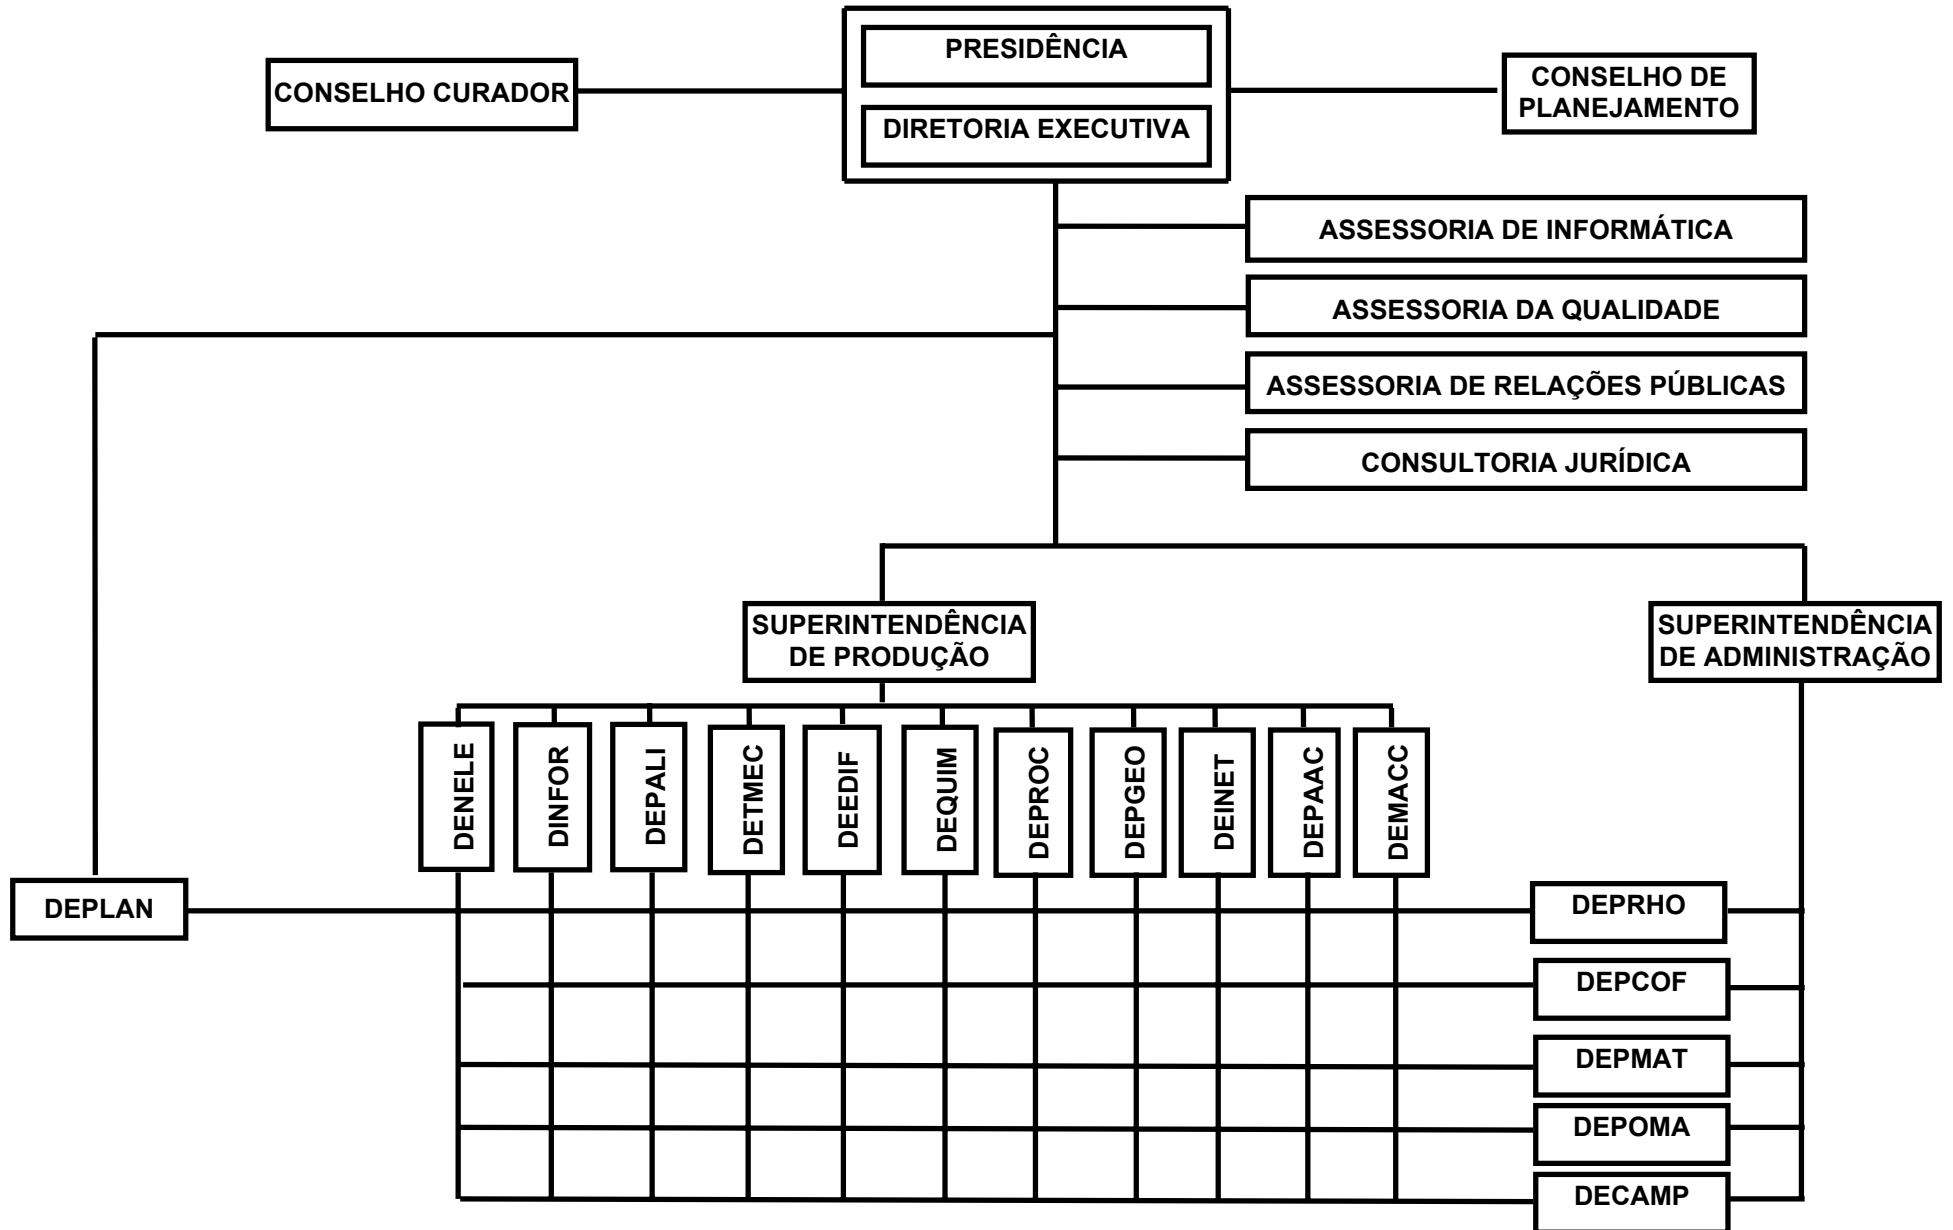 PRESIDÊNCIA
CONSELHO CURADOR
CONSELHO DE
PLANEJAMENTO
DIRETORIA EXECUTIVA
ASSESSORIA DE INFORMÁTICA
ASSESSORIA DA QUALIDADE
ASSESSORIA DE RELAÇÕES PÚBLICAS
CONSULTORIA JURÍDICA
SUPERINTENDÊNCIA
DE PRODUÇÃO
SUPERINTENDÊNCIA
DE ADMINISTRAÇÃO
DENELE
DINFOR
DEPALI
DETMEC
DEEDIF
DEQUIM
DEPROC
DEPGEO
DEINET
DEPAAC
DEMACC
DEPLAN
DEPRHO
DEPCOF
DEPMAT
DEPOMA
DECAMP